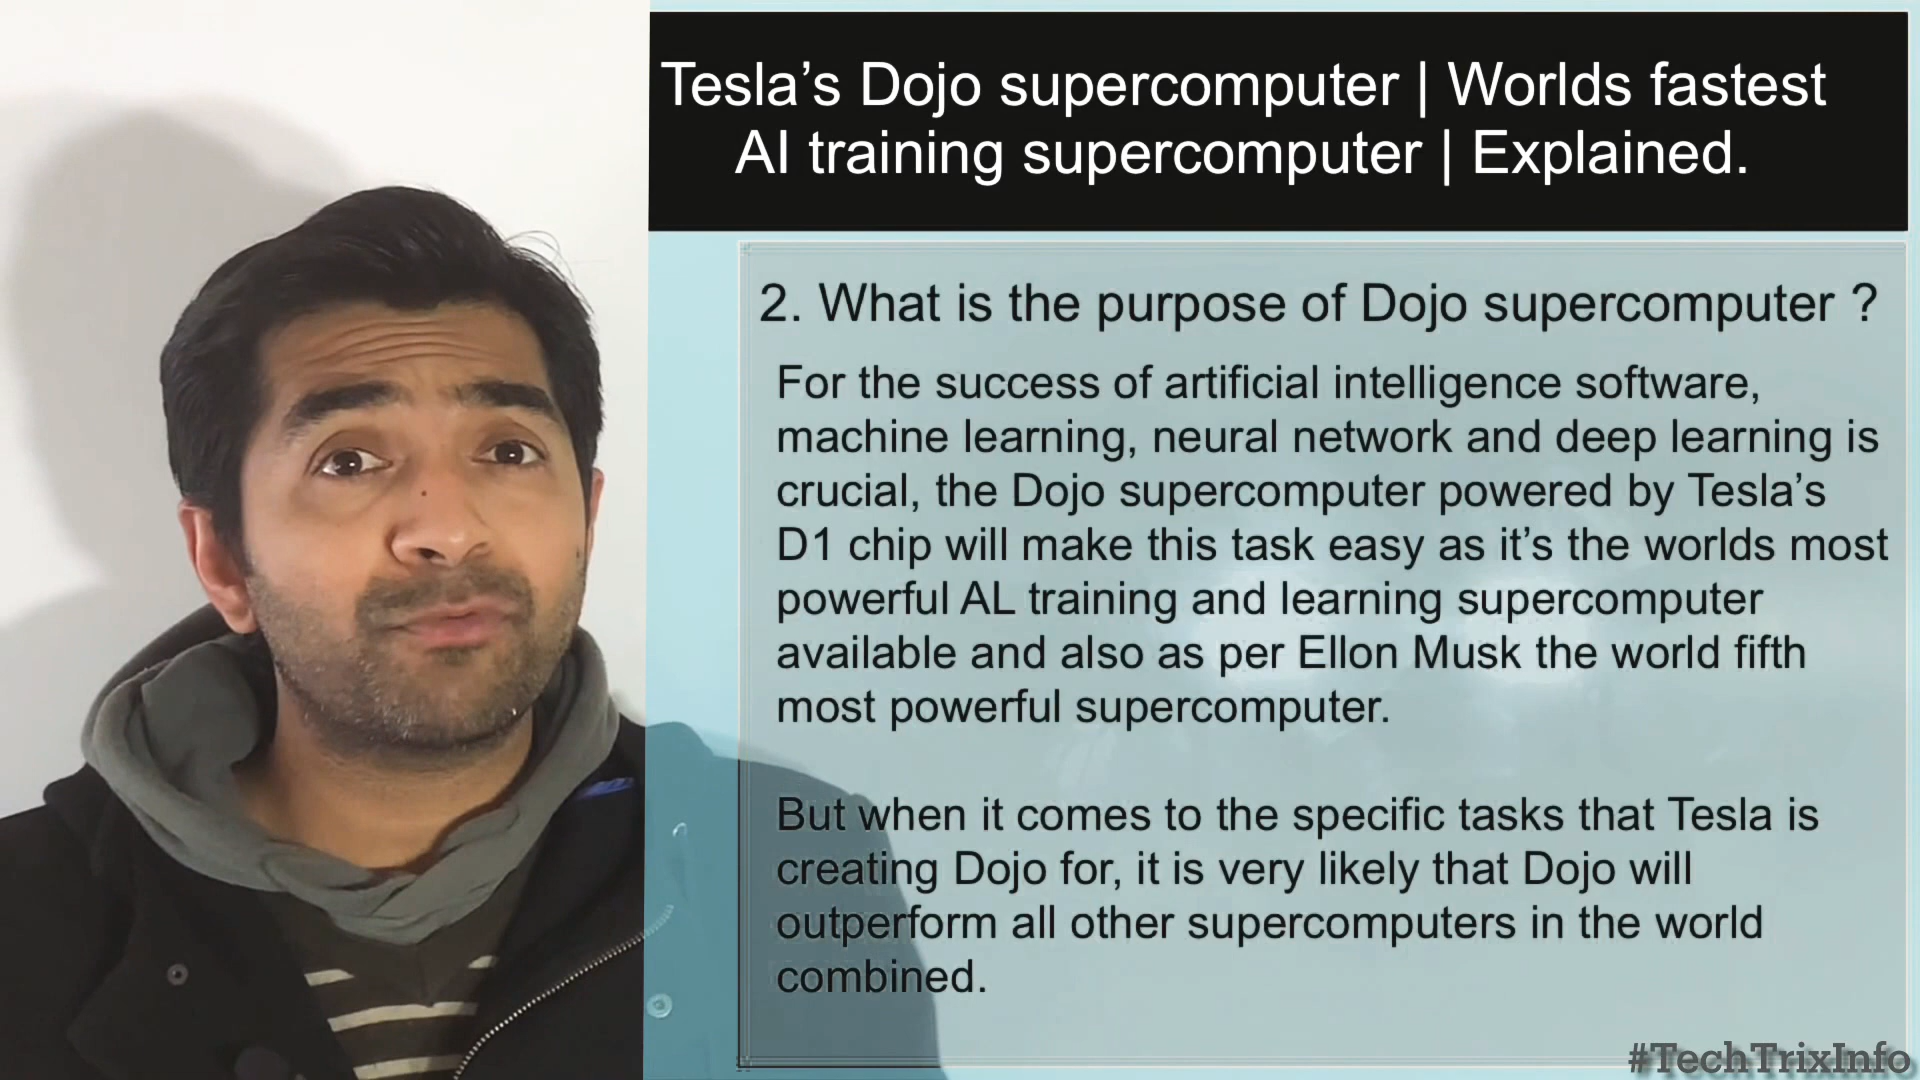 Tesla’s Dojo supercomputer | Worlds fastest
AI training supercomputer | Explained.
2. What is the purpose of Dojo supercomputer ?
For the success of artificial intelligence software,
machine learning, neural network and deep learning is
crucial, the Dojo supercomputer powered by Tesla’s
D1 chip will make this task easy as it’s the worlds most
powerful AL training and learning supercomputer
available and also as per Ellon Musk the world fifth
most powerful supercomputer.
But when it comes to the specific tasks that Tesla is
creating Dojo for, it is very likely that Dojo will
outperform all other supercomputers in the world
combined.
#TechTrixInfo